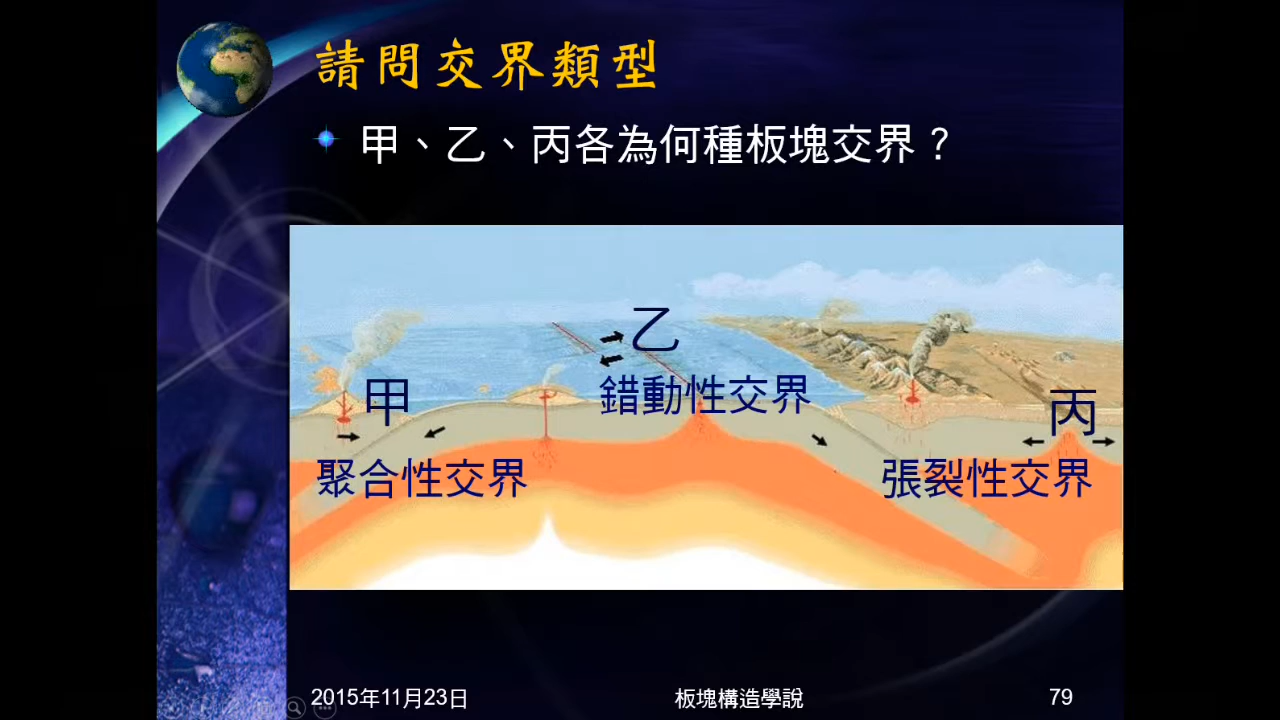 請問交界類型
甲、乙、丙各為何種板塊交界？
乙
甲
錯動性交界
丙
聚合性交界
張裂性交界
2015年11月23日
板塊構造學說
79